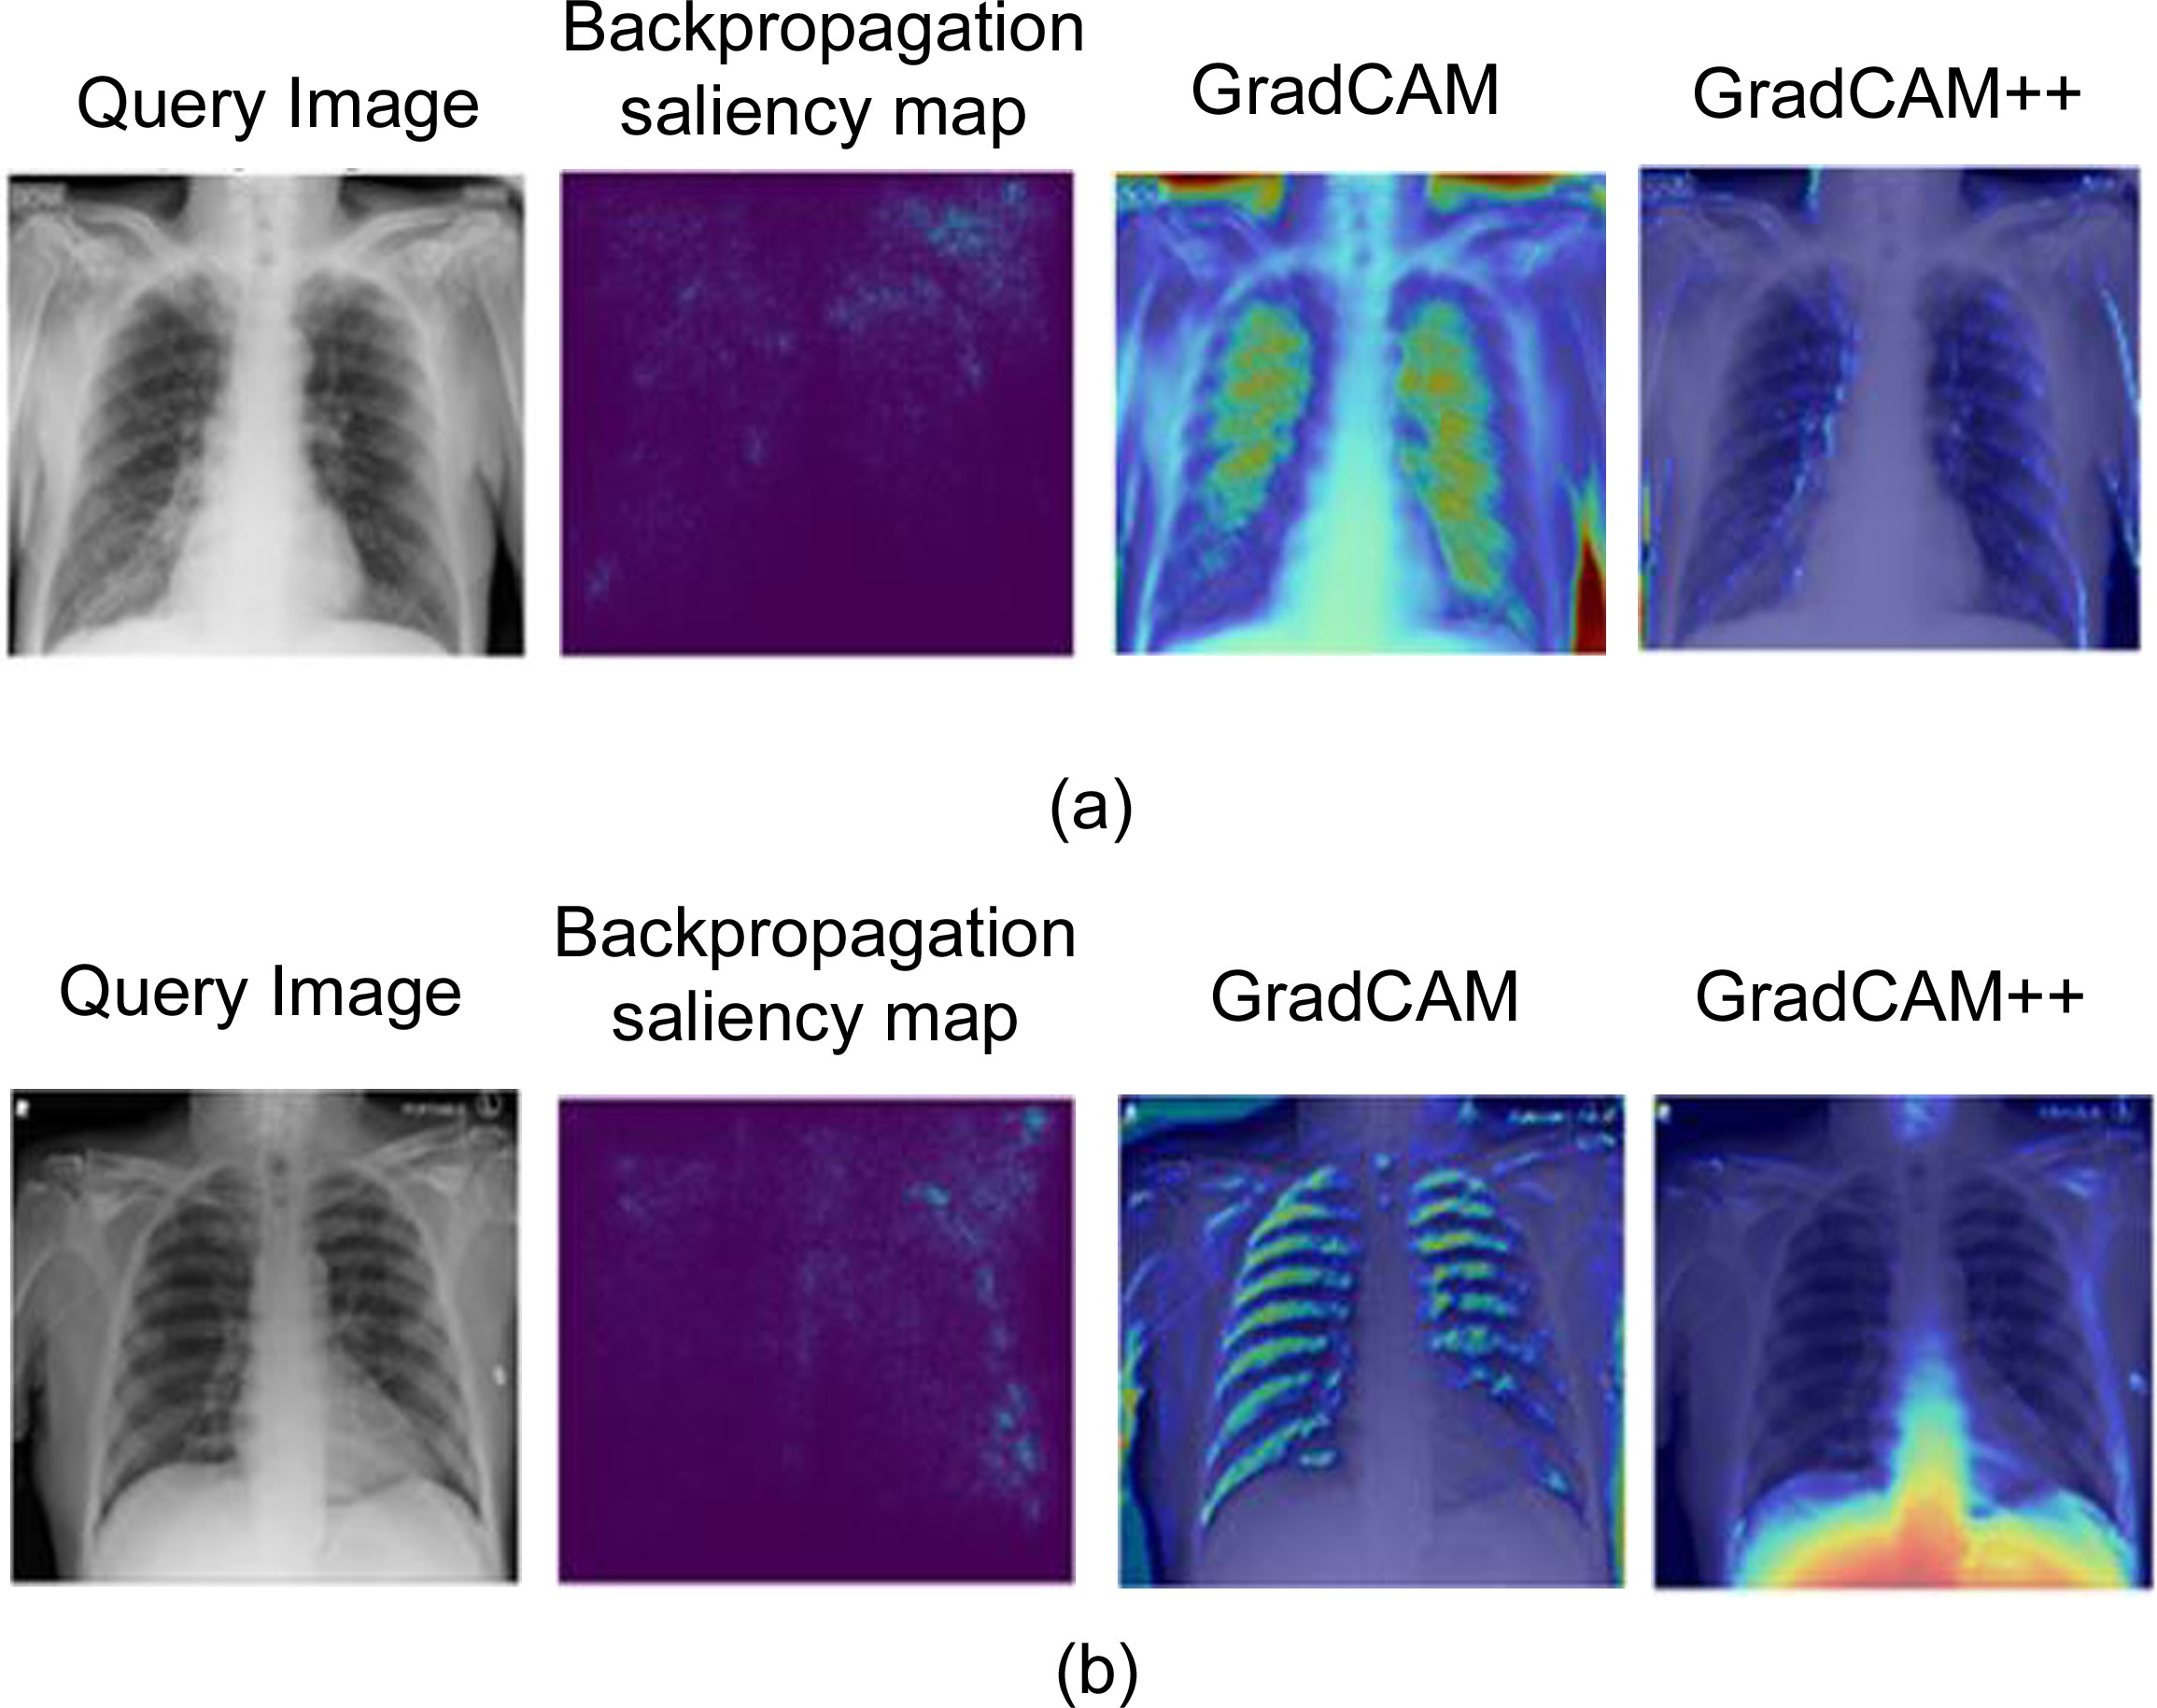 Query Image
Backpropagation
saliency map
GradCAM
GradCAM++
(a)
Query Image
Backpropagation
saliency map
GradCAM
GradCAM++
(b)